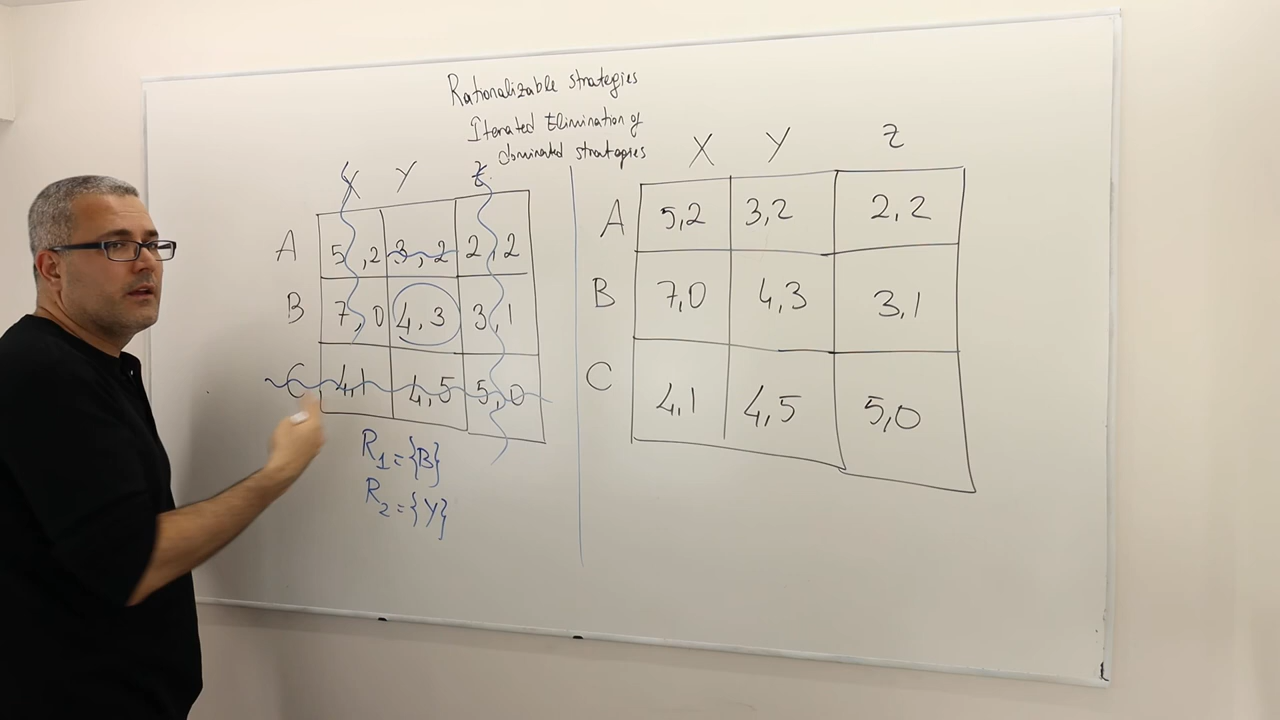 Rationalizable strategies
Iterated Elimination of
dominated strategies
X Y Z
A 5,2 3,2 2,2
B 7,0 4,3 3,1
C 4,1 4,5 5,0
R1={B}
R2={Y}
X Y Z
A 5,2 3,2 2,2
B 7,0 4,3 3,1
C 4,1 4,5 5,0